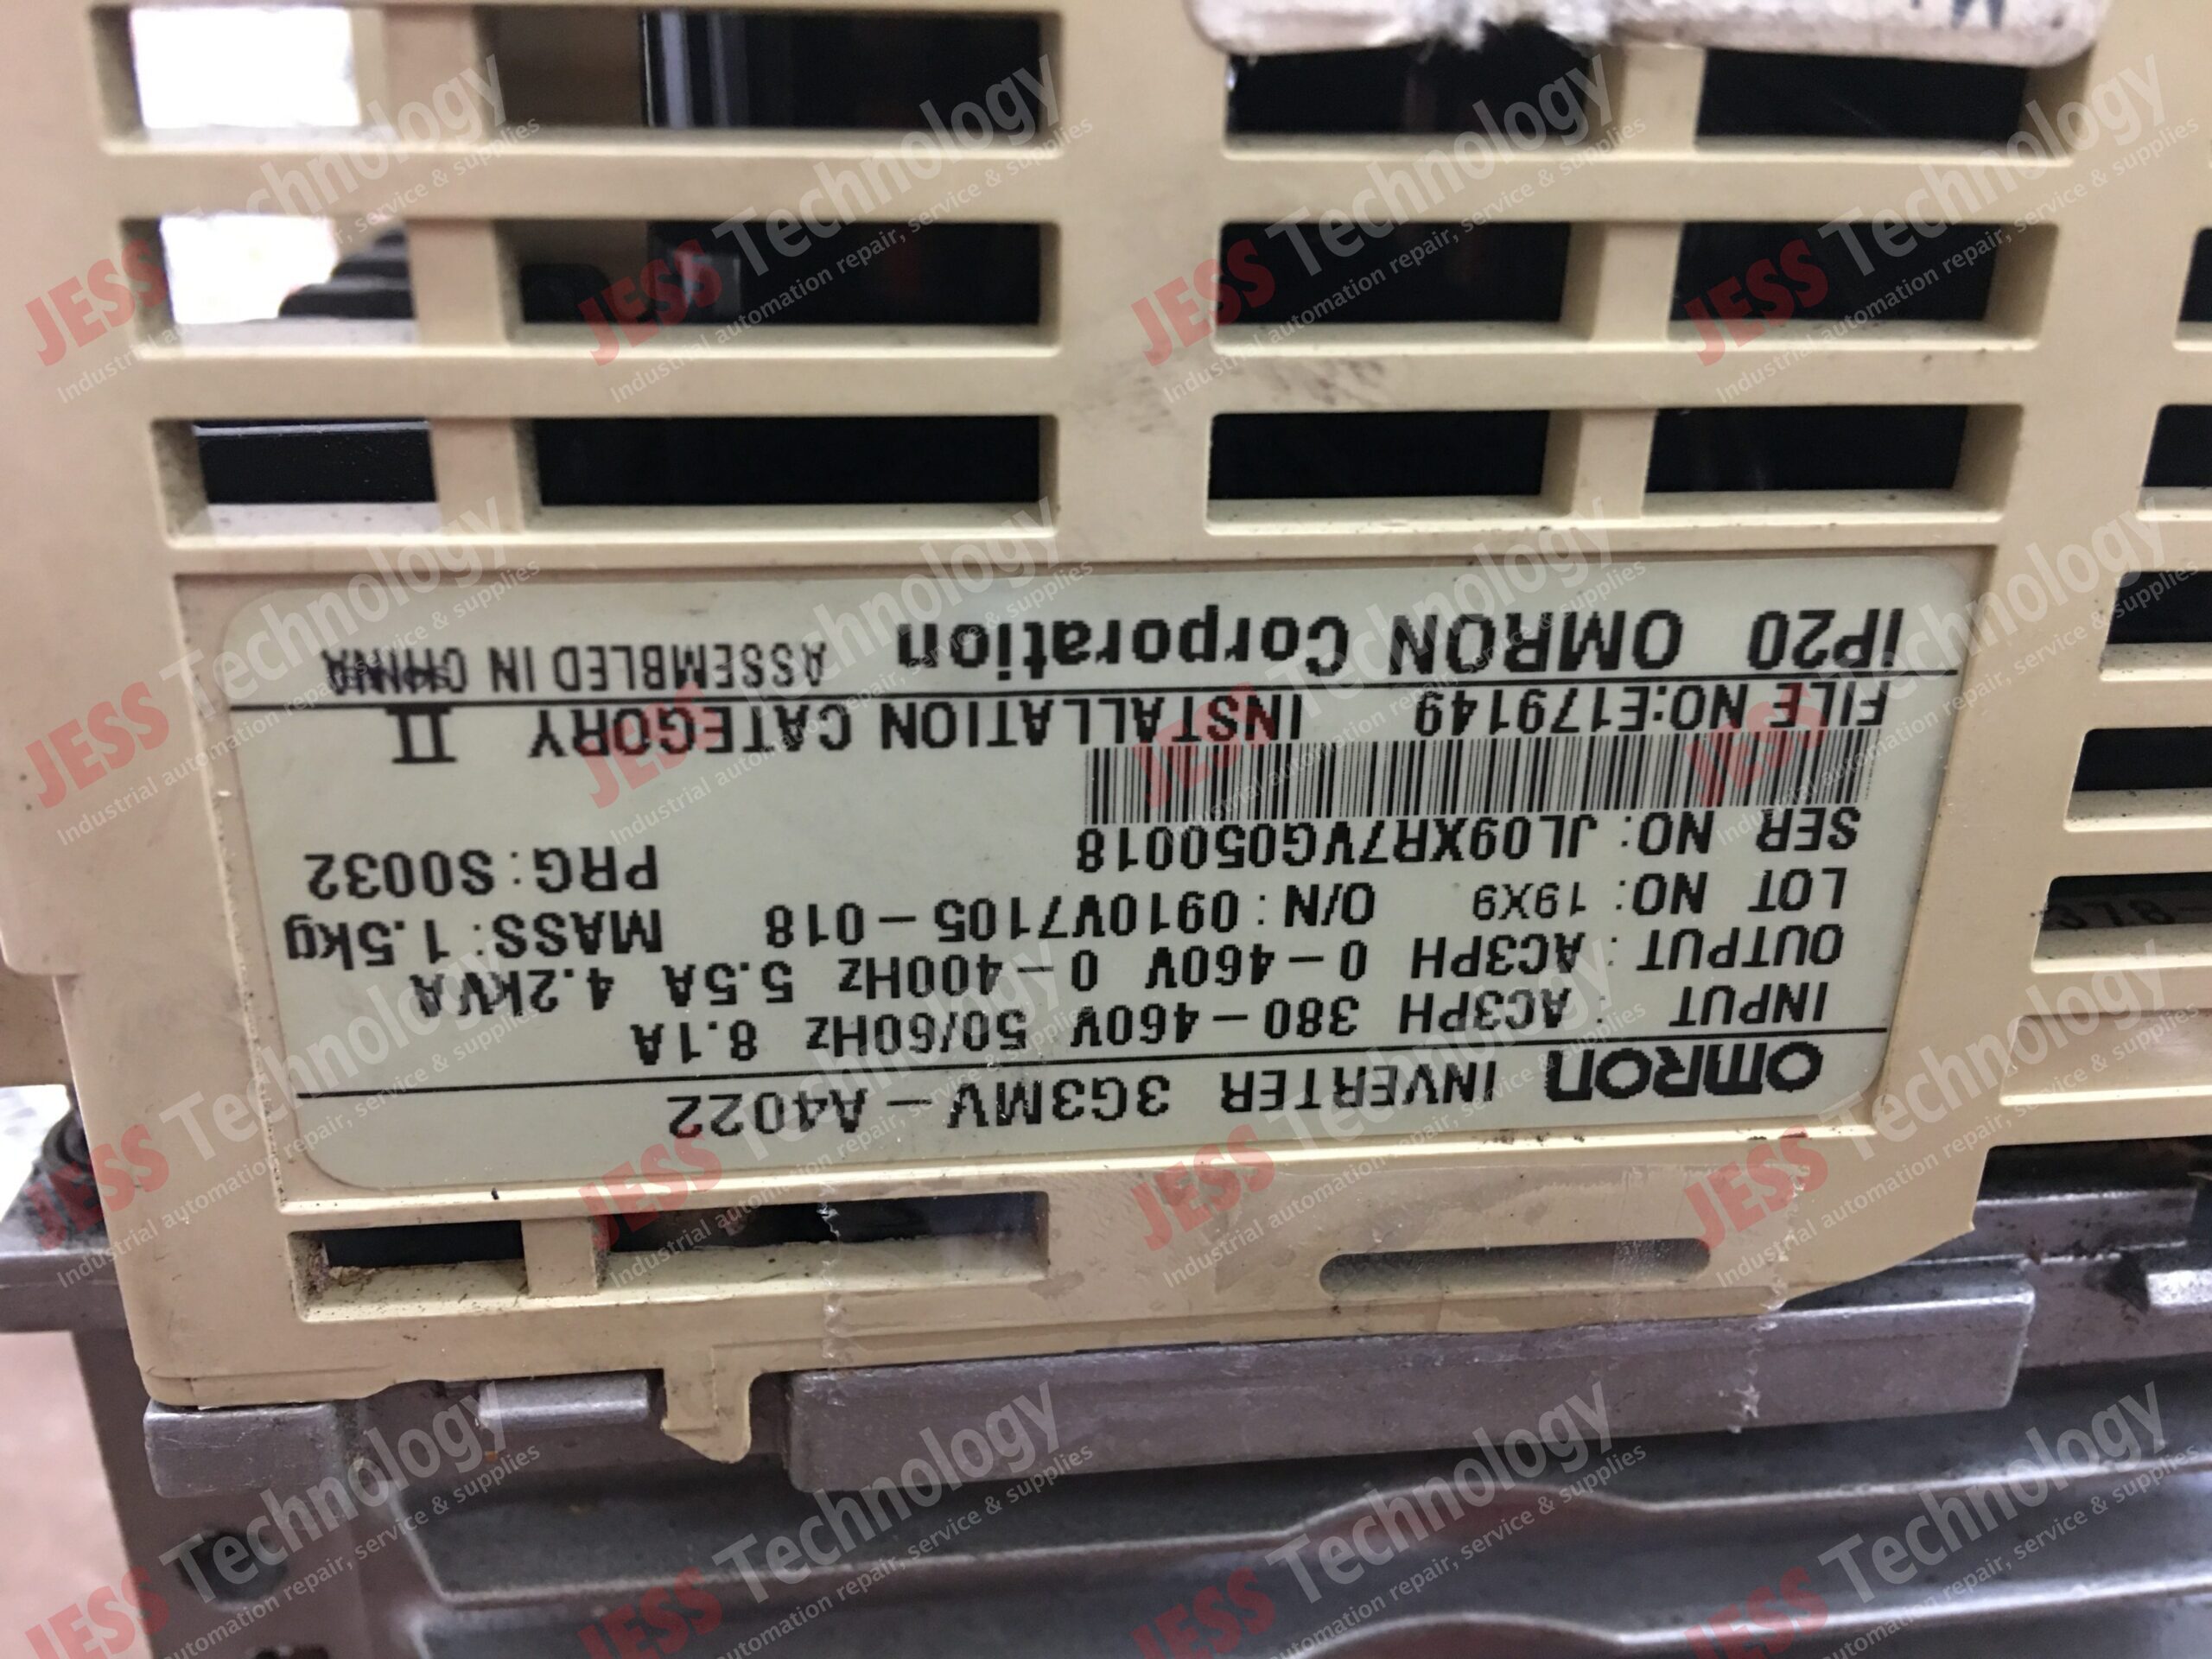 OMRON INVERTER 3G3MV-A4022
INPUT : AC3PH 380-460V 50/60Hz 8.1A
OUTPUT : AC3PH 0-460V 0-400Hz 5.5A 4.2kVA
LOT NO: 19X9 O/N: 0910V7105-018 MASS: 1.5kg
SER NO: JL09XR7VG050018 PRG: S0032
FILE NO:E179149 INSTALLATION CATEGORY II
IP20 OMRON Corporation ASSEMBLED IN CHINA
JESS Technology
Industrial automation repair, service & supplies